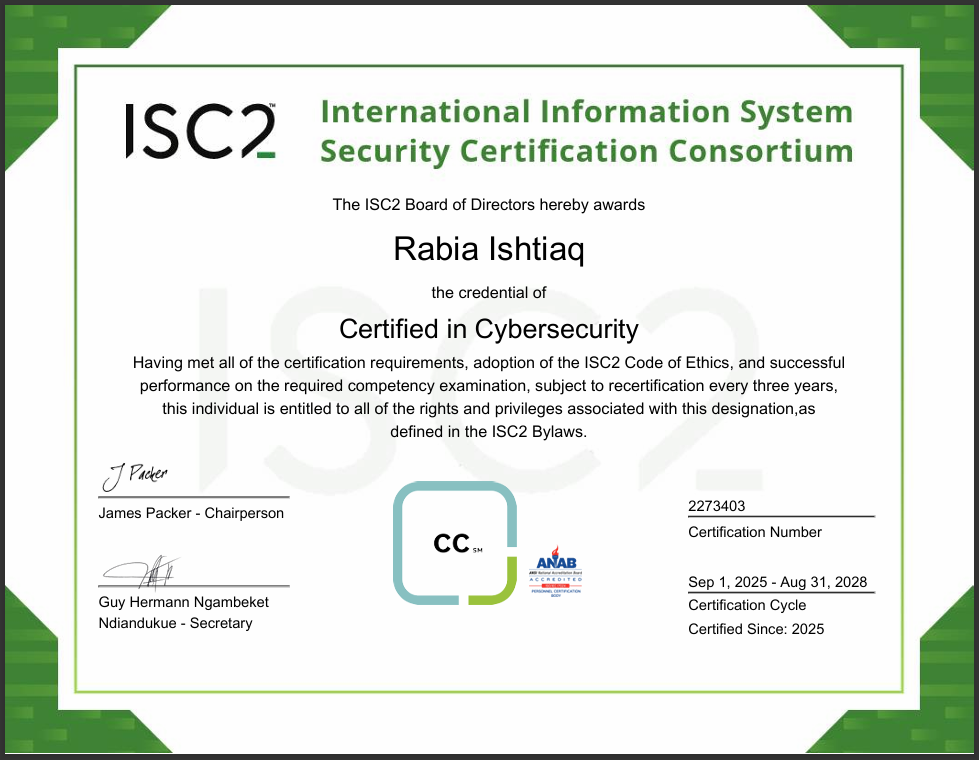 ISC2™
International Information System
Security Certification Consortium
The ISC2 Board of Directors hereby awards
Rabia Ishtiaq
the credential of
Certified in Cybersecurity
Having met all of the certification requirements, adoption of the ISC2 Code of Ethics, and successful
performance on the required competency examination, subject to recertification every three years,
this individual is entitled to all of the rights and privileges associated with this designation,as
defined in the ISC2 Bylaws.
ISC2
J Packer
James Packer - Chairperson
Guy Hermann Ngambeket
Ndiandukue - Secretary
CC SM
ANAB
ANSI National Accreditation Board
ACCREDITED
PERSONNEL CERTIFICATION
BODY
2273403
Certification Number
Sep 1, 2025 - Aug 31, 2028
Certification Cycle
Certified Since: 2025